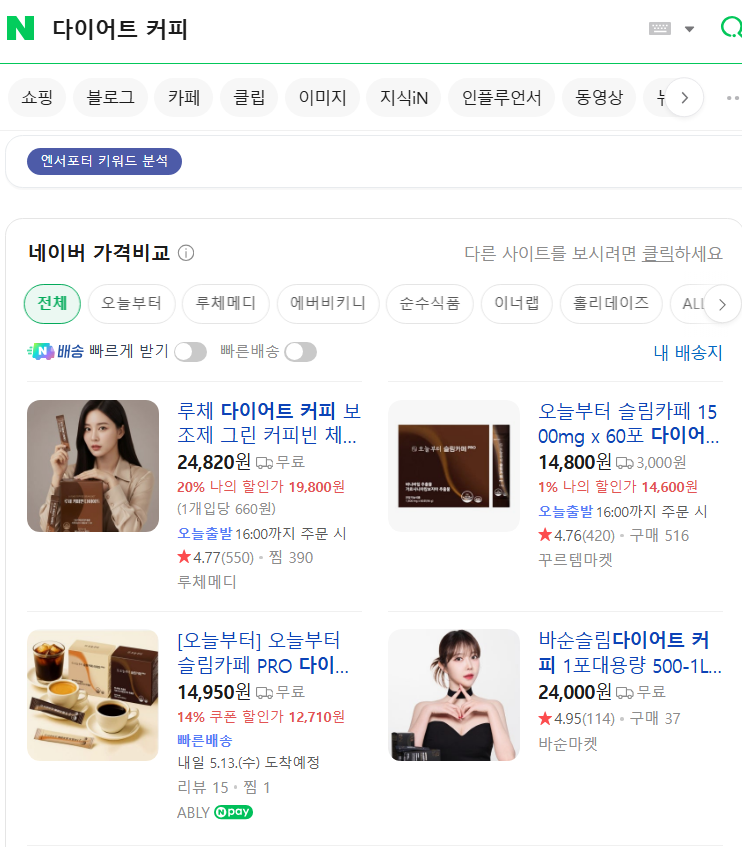 다이어트 커피
쇼핑 블로그 카페 클립 이미지 지식iN 인플루언서 동영상
엔서포터 키워드 분석
네이버 가격비교
다른 사이트를 보시려면 클릭하세요
전체 오늘부터 루체메디 에버비키니 순수식품 이너랩 홀리데이즈 ALL
N배송 빠르게 받기 빠른배송 내 배송지
루체 다이어트 커피 보
조제 그린 커피빈 체...
24,820원 무료
20% 나의 할인가 19,800원
(1개입당 660원)
오늘출발 16:00까지 주문 시
4.77(550) · 찜 390
루체메디
오늘부터 슬림카페 15
00mg x 60포 다이어...
14,800원 3,000원
1% 나의 할인가 14,600원
오늘출발 16:00까지 주문 시
4.76(420) · 구매 516
꾸르템마켓
오늘부터 슬림카페 PRO
[오늘부터] 오늘부터
슬림카페 PRO 다이...
14,950원 무료
14% 쿠폰 할인가 12,710원
빠른배송
내일 5.13.(수) 도착예정
리뷰 15 · 찜 1
ABLY N pay
바순슬림다이어트 커
피 1포대용량 500-1L...
24,000원 무료
4.95(114) · 구매 37
바순마켓